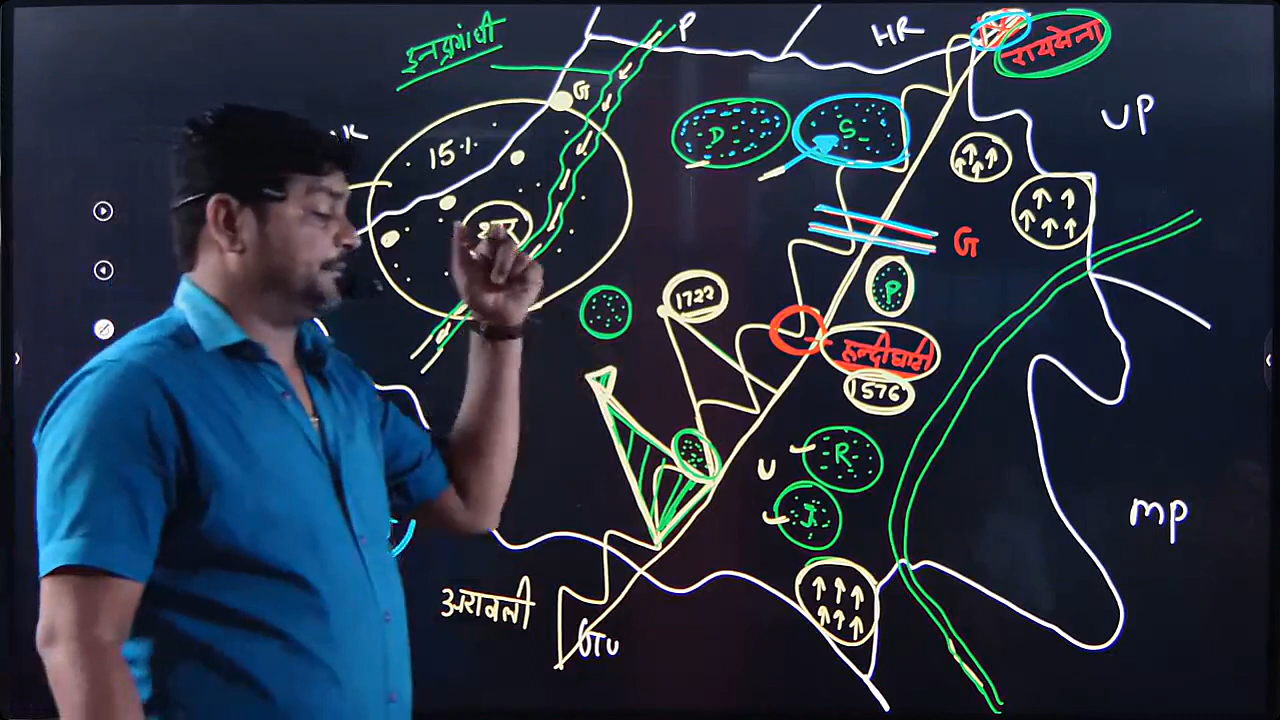 इन्द्रागांधी
P
HR
रायसेना
UP
G
15%
थार
D
S
G
1722
P
हल्दीघाटी
1576
U
R
J
MP
अरावली
GTU